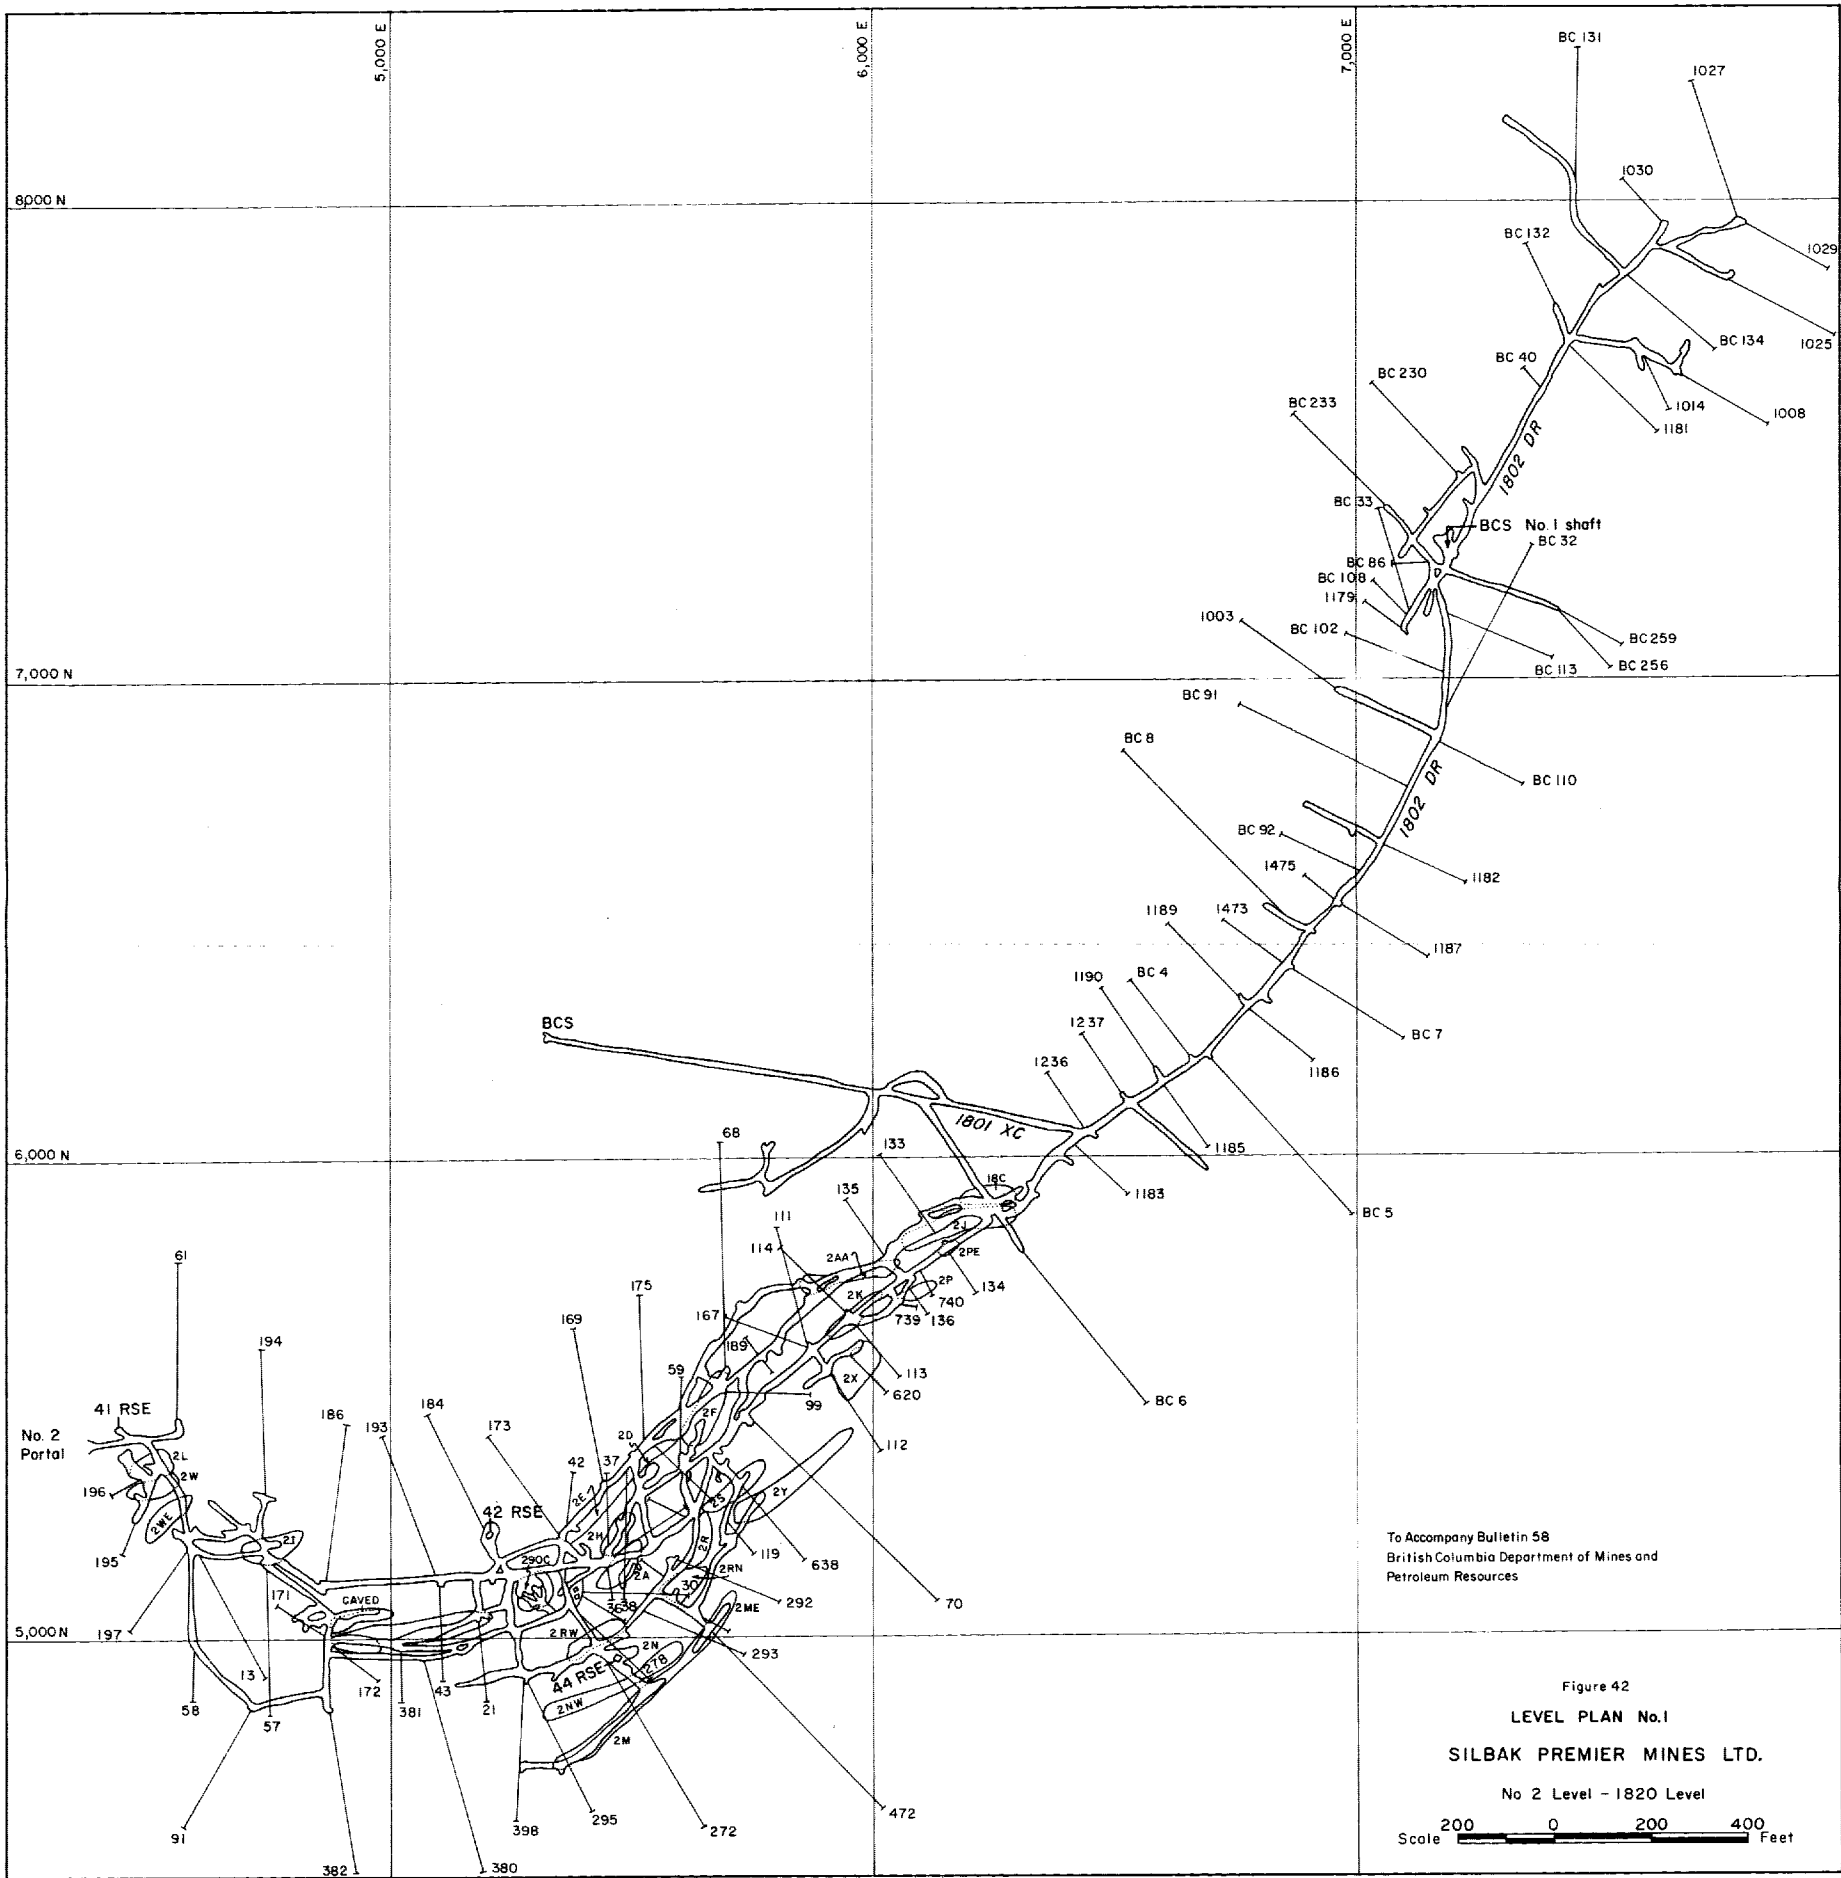 5,000 E
6,000 E
7,000 E
BC 131
1027
1030
8,000 N
BC 132
1029
BC 134
1025
BC 40
BC 230
BC 233
1014
1008
1181
1802 DR
BC 33
BCS No. 1 shaft
BC 32
BC 86
BC 108
1179
1003
BC 102
BC 259
BC 256
BC 113
7,000 N
BC 91
BC 8
BC 110
1802 DR
BC 92
1475
1182
1189
1473
1187
1190
BC 4
BCS
1237
BC 7
1236
1186
1801 XC
133
68
1185
6,000 N
18C
1183
135
BC 5
111
2J
114
2AA
2PE
61
175
2K
2P
134
740
167
739
136
169
189
194
59
113
2X
620
BC 6
41 RSE
186
184
99
No. 2
Portal
193
173
2F
112
2D
2L
42
37
2W
196
2E
2S
2Y
42 RSE
2WE
2H
2I
2R
119
638
195
290C
2A
2RN
30
171
CAVED
36
38
292
70
2ME
197
5,000 N
2RW
2N
293
13
44 RSE
27B
172
43
58
57
381
21
2NW
2M
472
91
398
295
272
382
380
To Accompany Bulletin 58
British Columbia Department of Mines and
Petroleum Resources
Figure 42
LEVEL PLAN No.1
SILBAK PREMIER MINES LTD.
No 2 Level - 1820 Level
200 0 200 400
Scale Feet